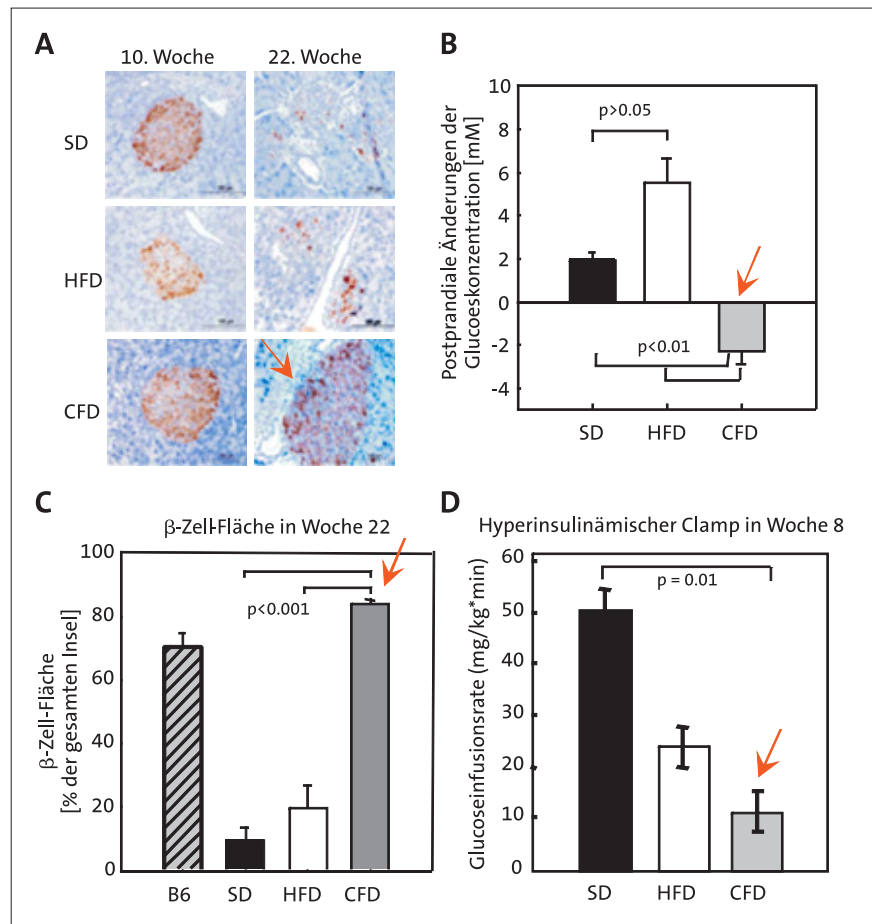 A
10. Woche
22. Woche
SD
HFD
CFD
B
Postprandiale Änderungen der
Glucoeskonzentration [mM]
10
8
6
4
2
0
-2
-4
p>0.05
p<0.01
SD
HFD
CFD
C
β-Zell-Fläche in Woche 22
β-Zell-Fläche
[% der gesamten Insel]
100
80
60
40
20
0
p<0.001
B6
SD
HFD
CFD
D
Hyperinsulinämischer Clamp in Woche 8
Glucoseinfusionsrate (mg/kg*min)
60
50
40
30
20
10
0
p = 0.01
SD
HFD
CFD